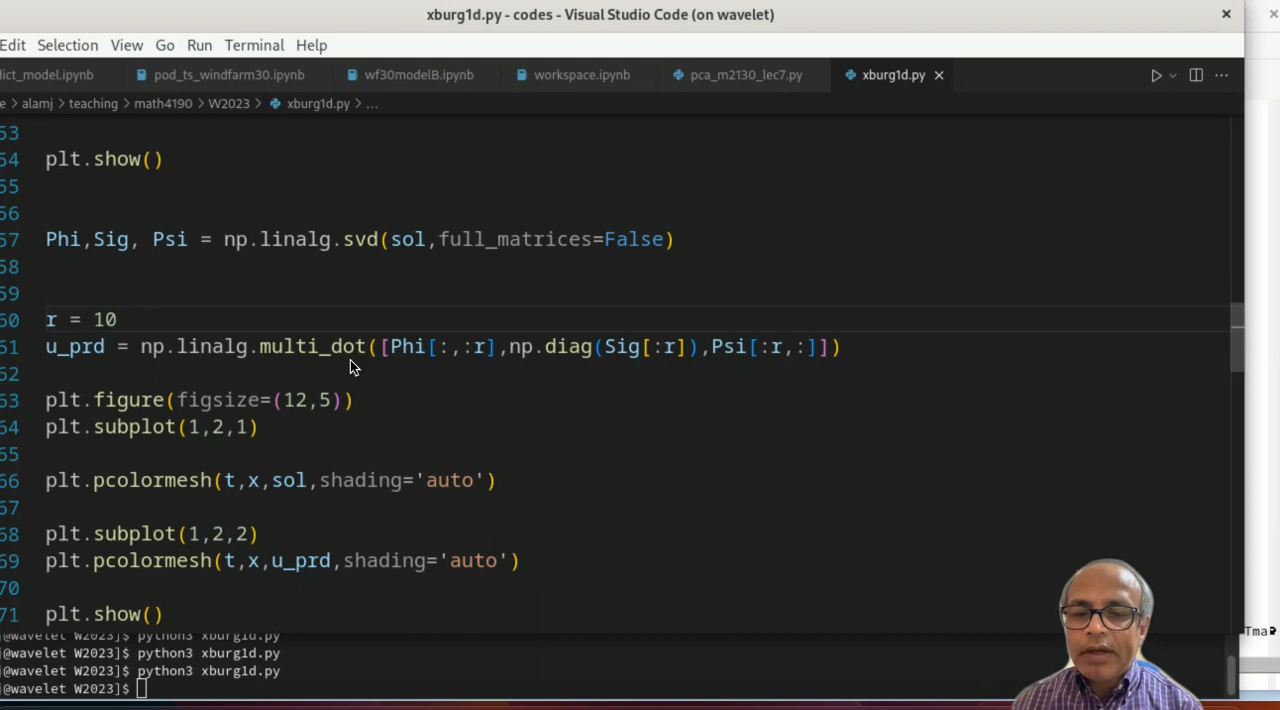 xburg1d.py - codes - Visual Studio Code (on wavelet)
Edit Selection View Go Run Terminal Help
dict_model.ipynb pod_ts_windfarm30.ipynb wf30modelB.ipynb workspace.ipynb pca_m2130_lec7.py xburg1d.py
e > alamj > teaching > math4190 > W2023 > xburg1d.py > ...
53
54 plt.show()
55
56
57 Phi,Sig, Psi = np.linalg.svd(sol,full_matrices=False)
58
59
60 r = 10
61 u_prd = np.linalg.multi_dot([Phi[:,:r],np.diag(Sig[:r]),Psi[:r,:]])
62
63 plt.figure(figsize=(12,5))
64 plt.subplot(1,2,1)
65
66 plt.pcolormesh(t,x,sol,shading='auto')
67
68 plt.subplot(1,2,2)
69 plt.pcolormesh(t,x,u_prd,shading='auto')
70
71 plt.show()
[@wavelet W2023]$ python3 xburg1d.py
[@wavelet W2023]$ python3 xburg1d.py
[@wavelet W2023]$ python3 xburg1d.py
[@wavelet W2023]$